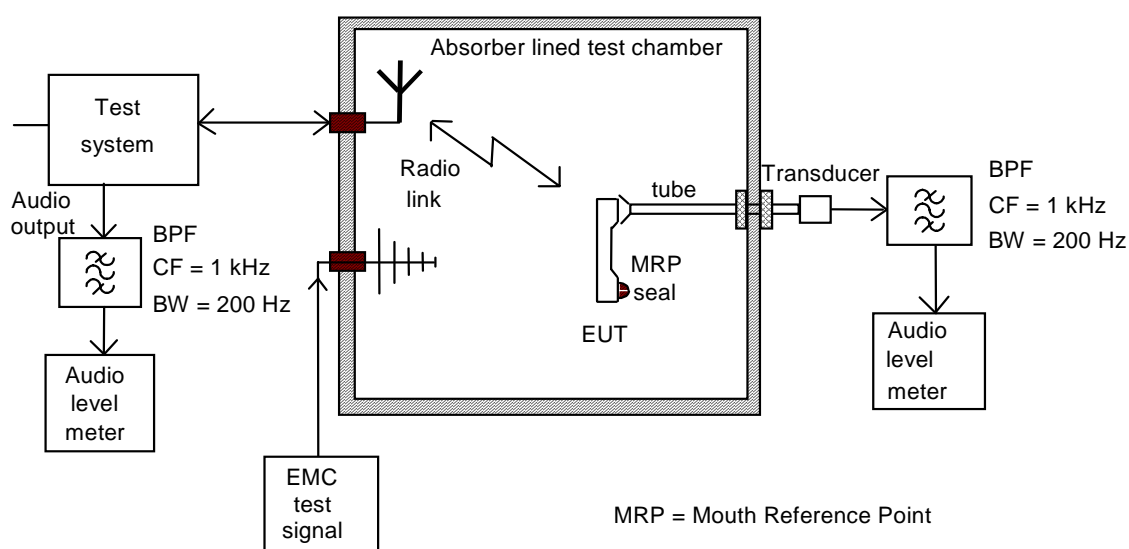 Absorber lined test chamber
Test
system
Audio
output
BPF
CF = 1 kHz
BW = 200 Hz
Audio
level
meter
EMC
test
signal
Radio
link
tube
MRP
seal
EUT
Transducer
BPF
CF = 1 kHz
BW = 200 Hz
Audio
level
meter
MRP = Mouth Reference Point